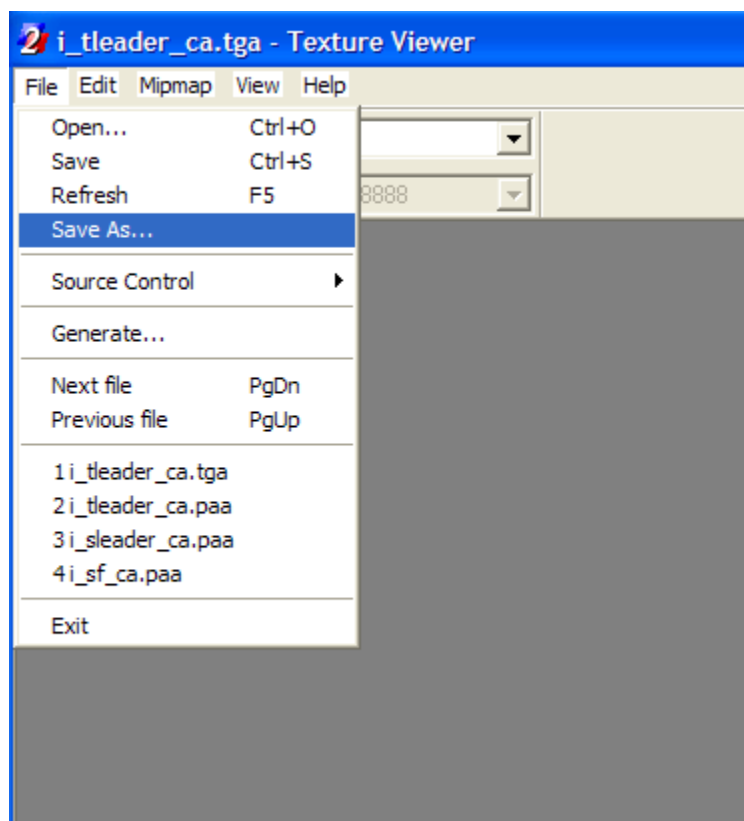 i_tleader_ca.tga - Texture Viewer
File Edit Mipmap View Help
Open... Ctrl+O
Save Ctrl+S
Refresh F5
8888
Save As...
Source Control
Generate...
Next file PgDn
Previous file PgUp
1 i_tleader_ca.tga
2 i_tleader_ca.paa
3 i_sleader_ca.paa
4 i_sf_ca.paa
Exit